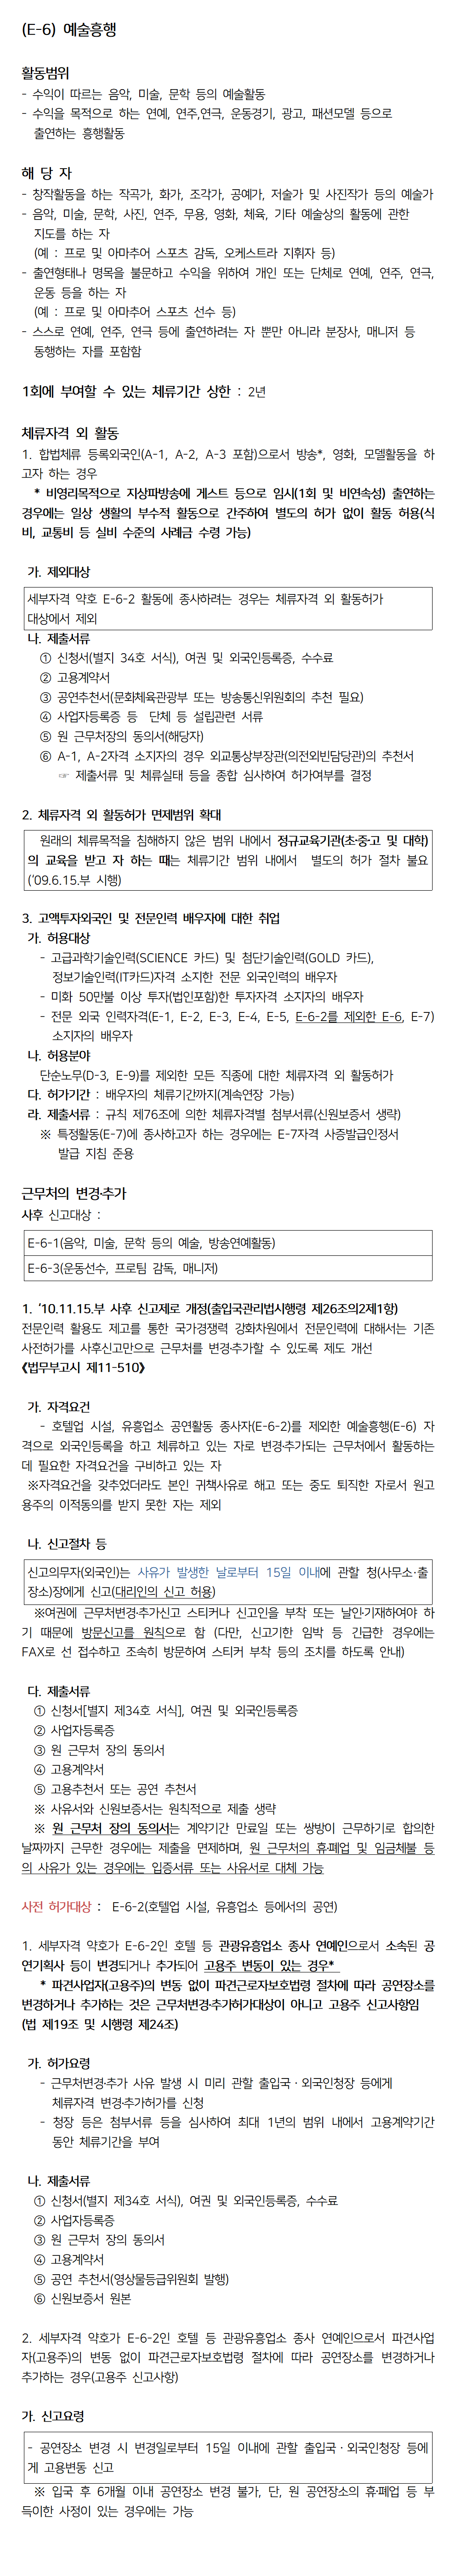 (E-6) 예술흥행
활동범위
- 수익이 따르는 음악, 미술, 문학 등의 예술활동
- 수익을 목적으로 하는 연예, 연주,연극, 운동경기, 광고, 패션모델 등으로
출연하는 흥행활동
해 당 자
- 창작활동을 하는 작곡가, 화가, 조각가, 공예가, 저술가 및 사진작가 등의 예술가
- 음악, 미술, 문학, 사진, 연주, 무용, 영화, 체육, 기타 예술상의 활동에 관한
지도를 하는 자
(예 : 프로 및 아마추어 스포츠 감독, 오케스트라 지휘자 등)
- 출연형태나 명목을 불문하고 수익을 위하여 개인 또는 단체로 연예, 연주, 연극,
운동 등을 하는 자
(예 : 프로 및 아마추어 스포츠 선수 등)
- 스스로 연예, 연주, 연극 등에 출연하려는 자 뿐만 아니라 분장사, 매니저 등
동행하는 자를 포함함
1회에 부여할 수 있는 체류기간 상한 : 2년
체류자격 외 활동
1. 합법체류 등록외국인(A-1, A-2, A-3 포함)으로서 방송*, 영화, 모델활동을 하
고자 하는 경우
* 비영리목적으로 지상파방송에 게스트 등으로 임시(1회 및 비연속성) 출연하는
경우에는 일상 생활의 부수적 활동으로 간주하여 별도의 허가 없이 활동 허용(식
비, 교통비 등 실비 수준의 사례금 수령 가능)
가. 제외대상
세부자격 약호 E-6-2 활동에 종사하려는 경우는 체류자격 외 활동허가
대상에서 제외
나. 제출서류
① 신청서(별지 34호 서식), 여권 및 외국인등록증, 수수료
② 고용계약서
③ 공연추천서(문화체육관광부 또는 방송통신위원회의 추천 필요)
④ 사업자등록증 등 단체 등 설립관련 서류
⑤ 원 근무처장의 동의서(해당자)
⑥ A-1, A-2자격 소지자의 경우 외교통상부장관(의전외빈담당관)의 추천서
☞ 제출서류 및 체류실태 등을 종합 심사하여 허가여부를 결정
2. 체류자격 외 활동허가 면제범위 확대
원래의 체류목적을 침해하지 않은 범위 내에서 정규교육기관(초·중·고 및 대학)
의 교육을 받고 자 하는 때는 체류기간 범위 내에서 별도의 허가 절차 불요
('09.6.15.부 시행)
3. 고액투자외국인 및 전문인력 배우자에 대한 취업
가. 허용대상
- 고급과학기술인력(SCIENCE 카드) 및 첨단기술인력(GOLD 카드),
정보기술인력(IT카드)자격 소지한 전문 외국인력의 배우자
- 미화 50만불 이상 투자(법인포함)한 투자자격 소지자의 배우자
- 전문 외국 인력자격(E-1, E-2, E-3, E-4, E-5, E-6-2를 제외한 E-6, E-7)
소지자의 배우자
나. 허용분야
단순노무(D-3, E-9)를 제외한 모든 직종에 대한 체류자격 외 활동허가
다. 허가기간 : 배우자의 체류기간까지(계속연장 가능)
라. 제출서류 : 규칙 제76조에 의한 체류자격별 첨부서류(신원보증서 생략)
※ 특정활동(E-7)에 종사하고자 하는 경우에는 E-7자격 사증발급인정서
발급 지침 준용
근무처의 변경·추가
사후 신고대상 :
E-6-1(음악, 미술, 문학 등의 예술, 방송연예활동)
E-6-3(운동선수, 프로팀 감독, 매니저)
1. '10.11.15.부 사후 신고제로 개정(출입국관리법시행령 제26조의2제1항)
전문인력 활용도 제고를 통한 국가경쟁력 강화차원에서 전문인력에 대해서는 기존
사전허가를 사후신고만으로 근무처를 변경·추가할 수 있도록 제도 개선
《법무부고시 제11-510》
가. 자격요건
- 호텔업 시설, 유흥업소 공연활동 종사자(E-6-2)를 제외한 예술흥행(E-6) 자
격으로 외국인등록을 하고 체류하고 있는 자로 변경·추가되는 근무처에서 활동하는
데 필요한 자격요건을 구비하고 있는 자
※자격요건을 갖추었더라도 본인 귀책사유로 해고 또는 중도 퇴직한 자로서 원고
용주의 이적동의를 받지 못한 자는 제외
나. 신고절차 등
신고의무자(외국인)는 사유가 발생한 날로부터 15일 이내에 관할 청(사무소·출
장소)장에게 신고(대리인의 신고 허용)
※여권에 근무처변경·추가신고 스티커나 신고인을 부착 또는 날인·기재하여야 하
기 때문에 방문신고를 원칙으로 함 (다만, 신고기한 임박 등 긴급한 경우에는
FAX로 선 접수하고 조속히 방문하여 스티커 부착 등의 조치를 하도록 안내)
다. 제출서류
① 신청서[별지 제34호 서식], 여권 및 외국인등록증
② 사업자등록증
③ 원 근무처 장의 동의서
④ 고용계약서
⑤ 고용추천서 또는 공연 추천서
※ 사유서와 신원보증서는 원칙적으로 제출 생략
※ 원 근무처 장의 동의서는 계약기간 만료일 또는 쌍방이 근무하기로 합의한
날짜까지 근무한 경우에는 제출을 면제하며, 원 근무처의 휴·폐업 및 임금체불 등
의 사유가 있는 경우에는 입증서류 또는 사유서로 대체 가능
사전 허가대상 : E-6-2(호텔업 시설, 유흥업소 등에서의 공연)
1. 세부자격 약호가 E-6-2인 호텔 등 관광유흥업소 종사 연예인으로서 소속된 공
연기획사 등이 변경되거나 추가되어 고용주 변동이 있는 경우*
* 파견사업자(고용주)의 변동 없이 파견근로자보호법령 절차에 따라 공연장소를
변경하거나 추가하는 것은 근무처변경·추가허가대상이 아니고 고용주 신고사항임
(법 제19조 및 시행령 제24조)
가. 허가요령
- 근무처변경·추가 사유 발생 시 미리 관할 출입국ㆍ외국인청장 등에게
체류자격 변경·추가허가를 신청
- 청장 등은 첨부서류 등을 심사하여 최대 1년의 범위 내에서 고용계약기간
동안 체류기간을 부여
나. 제출서류
① 신청서(별지 제34호 서식), 여권 및 외국인등록증, 수수료
② 사업자등록증
③ 원 근무처 장의 동의서
④ 고용계약서
⑤ 공연 추천서(영상물등급위원회 발행)
⑥ 신원보증서 원본
2. 세부자격 약호가 E-6-2인 호텔 등 관광유흥업소 종사 연예인으로서 파견사업
자(고용주)의 변동 없이 파견근로자보호법령 절차에 따라 공연장소를 변경하거나
추가하는 경우(고용주 신고사항)
가. 신고요령
- 공연장소 변경 시 변경일로부터 15일 이내에 관할 출입국ㆍ외국인청장 등에
게 고용변동 신고
※ 입국 후 6개월 이내 공연장소 변경 불가, 단, 원 공연장소의 휴·폐업 등 부
득이한 사정이 있는 경우에는 가능